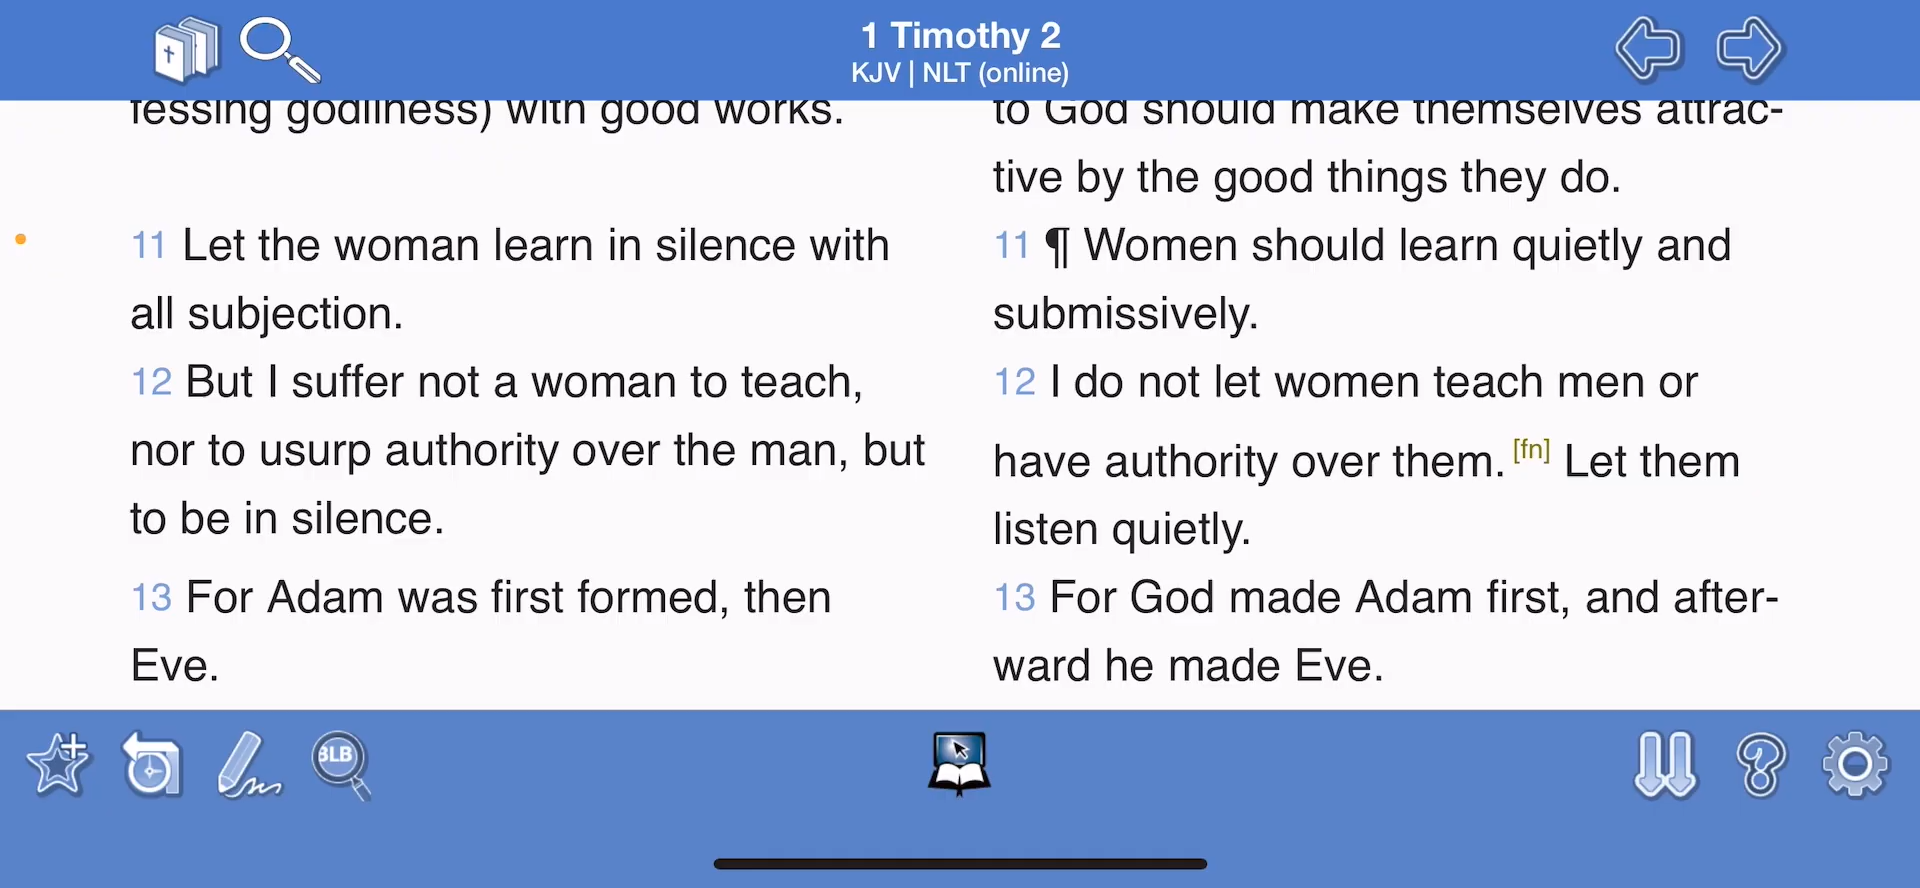 1 Timothy 2
KJV | NLT (online)
fessing godliness) with good works.
11 Let the woman learn in silence with
all subjection.
12 But I suffer not a woman to teach,
nor to usurp authority over the man, but
to be in silence.
13 For Adam was first formed, then
Eve.
to God should make themselves attrac-
tive by the good things they do.
11 ¶ Women should learn quietly and
submissively.
12 I do not let women teach men or
have authority over them. [fn] Let them
listen quietly.
13 For God made Adam first, and after-
ward he made Eve.
BLB